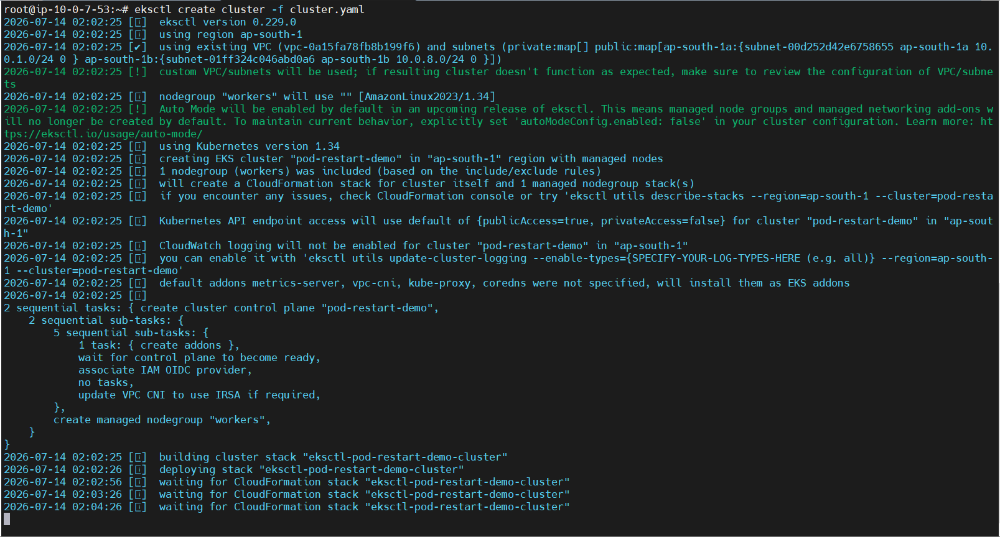 root@ip-10-0-7-53:~# eksctl create cluster -f cluster.yaml
2026-07-14 02:02:25 [ℹ]  eksctl version 0.229.0
2026-07-14 02:02:25 [ℹ]  using region ap-south-1
2026-07-14 02:02:25 [✔]  using existing VPC (vpc-0a15fa78fb8b199f6) and subnets (private:map[] public:map[ap-south-1a:{subnet-00d252d42e6758655 ap-south-1a 10.
0.1.0/24 0 } ap-south-1b:{subnet-01ff324c046abd0a6 ap-south-1b 10.0.8.0/24 0 }])
2026-07-14 02:02:25 [!]  custom VPC/subnets will be used; if resulting cluster doesn't function as expected, make sure to review the configuration of VPC/subne
ts
2026-07-14 02:02:25 [ℹ]  nodegroup "workers" will use "" [AmazonLinux2023/1.34]
2026-07-14 02:02:25 [!]  Auto Mode will be enabled by default in an upcoming release of eksctl. This means managed node groups and managed networking add-ons w
ill no longer be created by default. To maintain current behavior, explicitly set 'autoModeConfig.enabled: false' in your cluster configuration. Learn more: ht
tps://eksctl.io/usage/auto-mode/
2026-07-14 02:02:25 [ℹ]  using Kubernetes version 1.34
2026-07-14 02:02:25 [ℹ]  creating EKS cluster "pod-restart-demo" in "ap-south-1" region with managed nodes
2026-07-14 02:02:25 [ℹ]  1 nodegroup (workers) was included (based on the include/exclude rules)
2026-07-14 02:02:25 [ℹ]  will create a CloudFormation stack for cluster itself and 1 managed nodegroup stack(s)
2026-07-14 02:02:25 [ℹ]  if you encounter any issues, check CloudFormation console or try 'eksctl utils describe-stacks --region=ap-south-1 --cluster=pod-resta
rt-demo'
2026-07-14 02:02:25 [ℹ]  Kubernetes API endpoint access will use default of {publicAccess=true, privateAccess=false} for cluster "pod-restart-demo" in "ap-sout
h-1"
2026-07-14 02:02:25 [ℹ]  CloudWatch logging will not be enabled for cluster "pod-restart-demo" in "ap-south-1"
2026-07-14 02:02:25 [ℹ]  you can enable it with 'eksctl utils update-cluster-logging --enable-types={SPECIFY-YOUR-LOG-TYPES-HERE (e.g. all)} --region=ap-south-
1 --cluster=pod-restart-demo'
2026-07-14 02:02:25 [ℹ]  default addons metrics-server, vpc-cni, kube-proxy, coredns were not specified, will install them as EKS addons
2026-07-14 02:02:25 [ℹ]
2 sequential tasks: { create cluster control plane "pod-restart-demo",
    2 sequential sub-tasks: {
        5 sequential sub-tasks: {
            1 task: { create addons },
            wait for control plane to become ready,
            associate IAM OIDC provider,
            no tasks,
            update VPC CNI to use IRSA if required,
        },
        create managed nodegroup "workers",
    }
}
2026-07-14 02:02:25 [ℹ]  building cluster stack "eksctl-pod-restart-demo-cluster"
2026-07-14 02:02:26 [ℹ]  deploying stack "eksctl-pod-restart-demo-cluster"
2026-07-14 02:02:56 [ℹ]  waiting for CloudFormation stack "eksctl-pod-restart-demo-cluster"
2026-07-14 02:03:26 [ℹ]  waiting for CloudFormation stack "eksctl-pod-restart-demo-cluster"
2026-07-14 02:04:26 [ℹ]  waiting for CloudFormation stack "eksctl-pod-restart-demo-cluster"